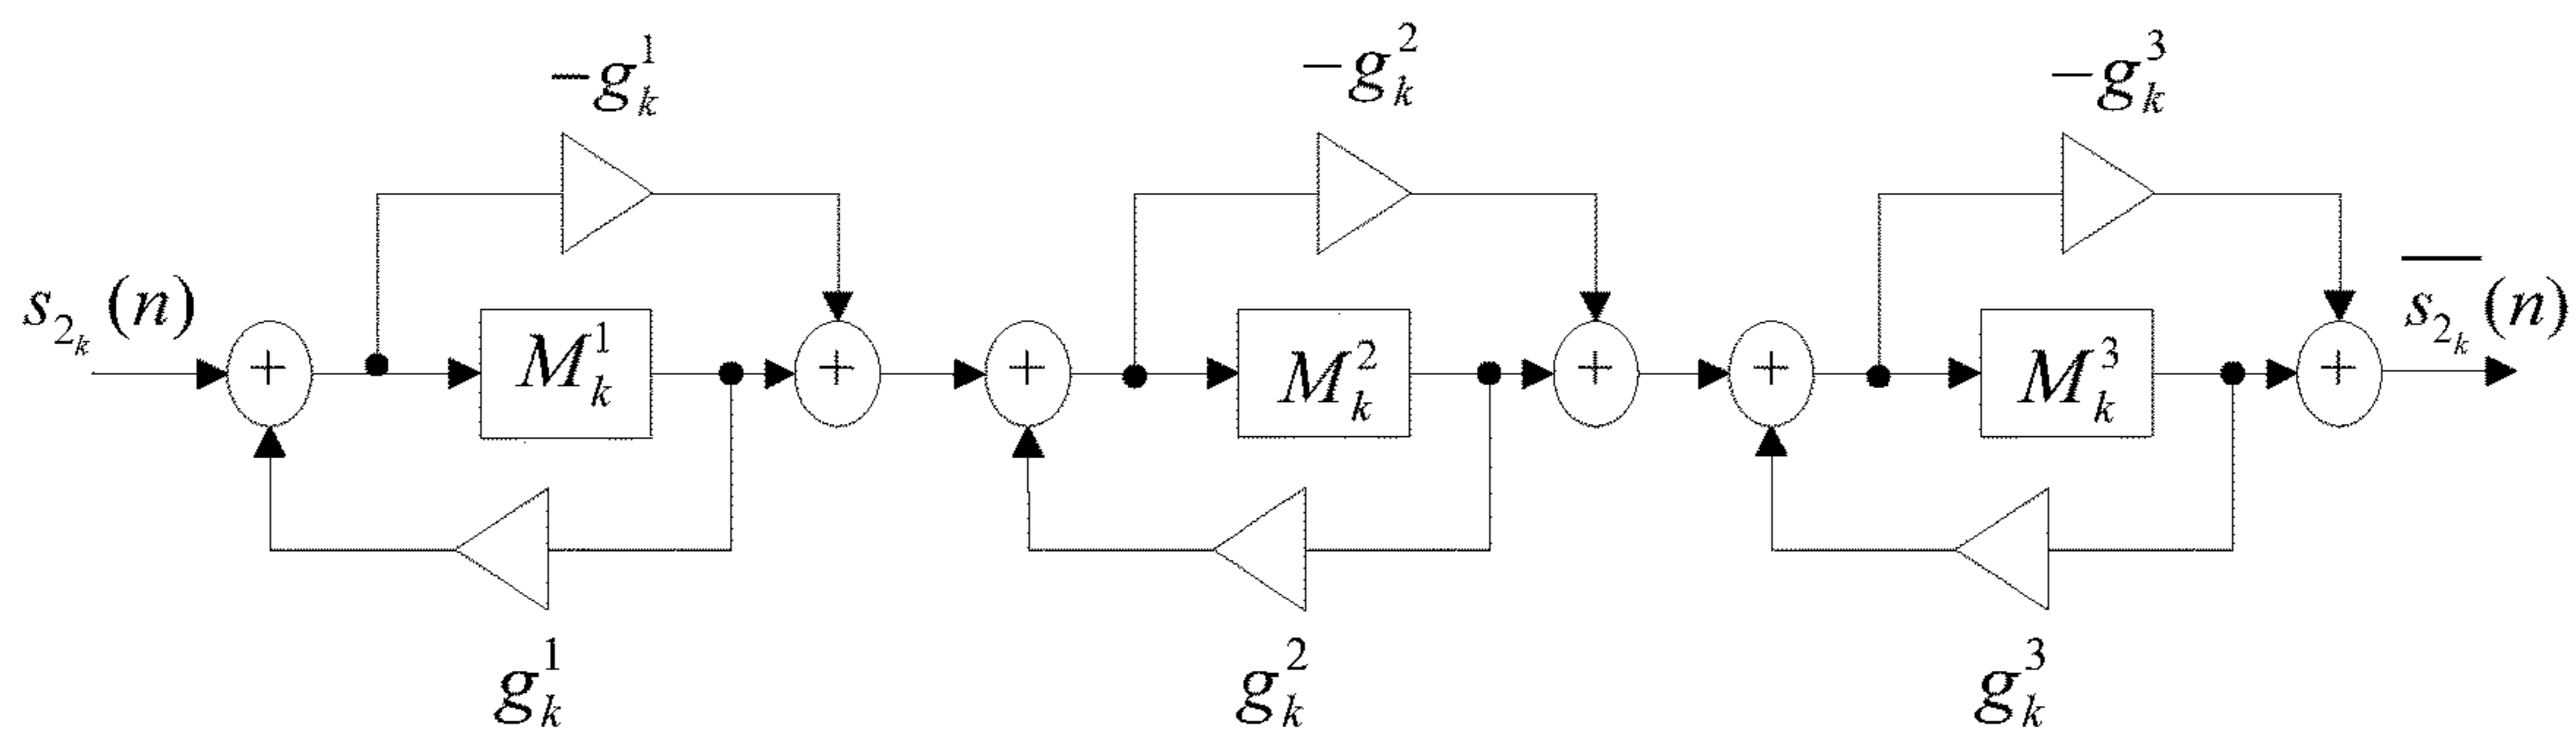 −g_k^1 −g_k^2 −g_k^3
s_{2_k}(n) + M_k^1 + + M_k^2 + + M_k^3 + \overline{s_{2_k}}(n)
g_k^1 g_k^2 g_k^3